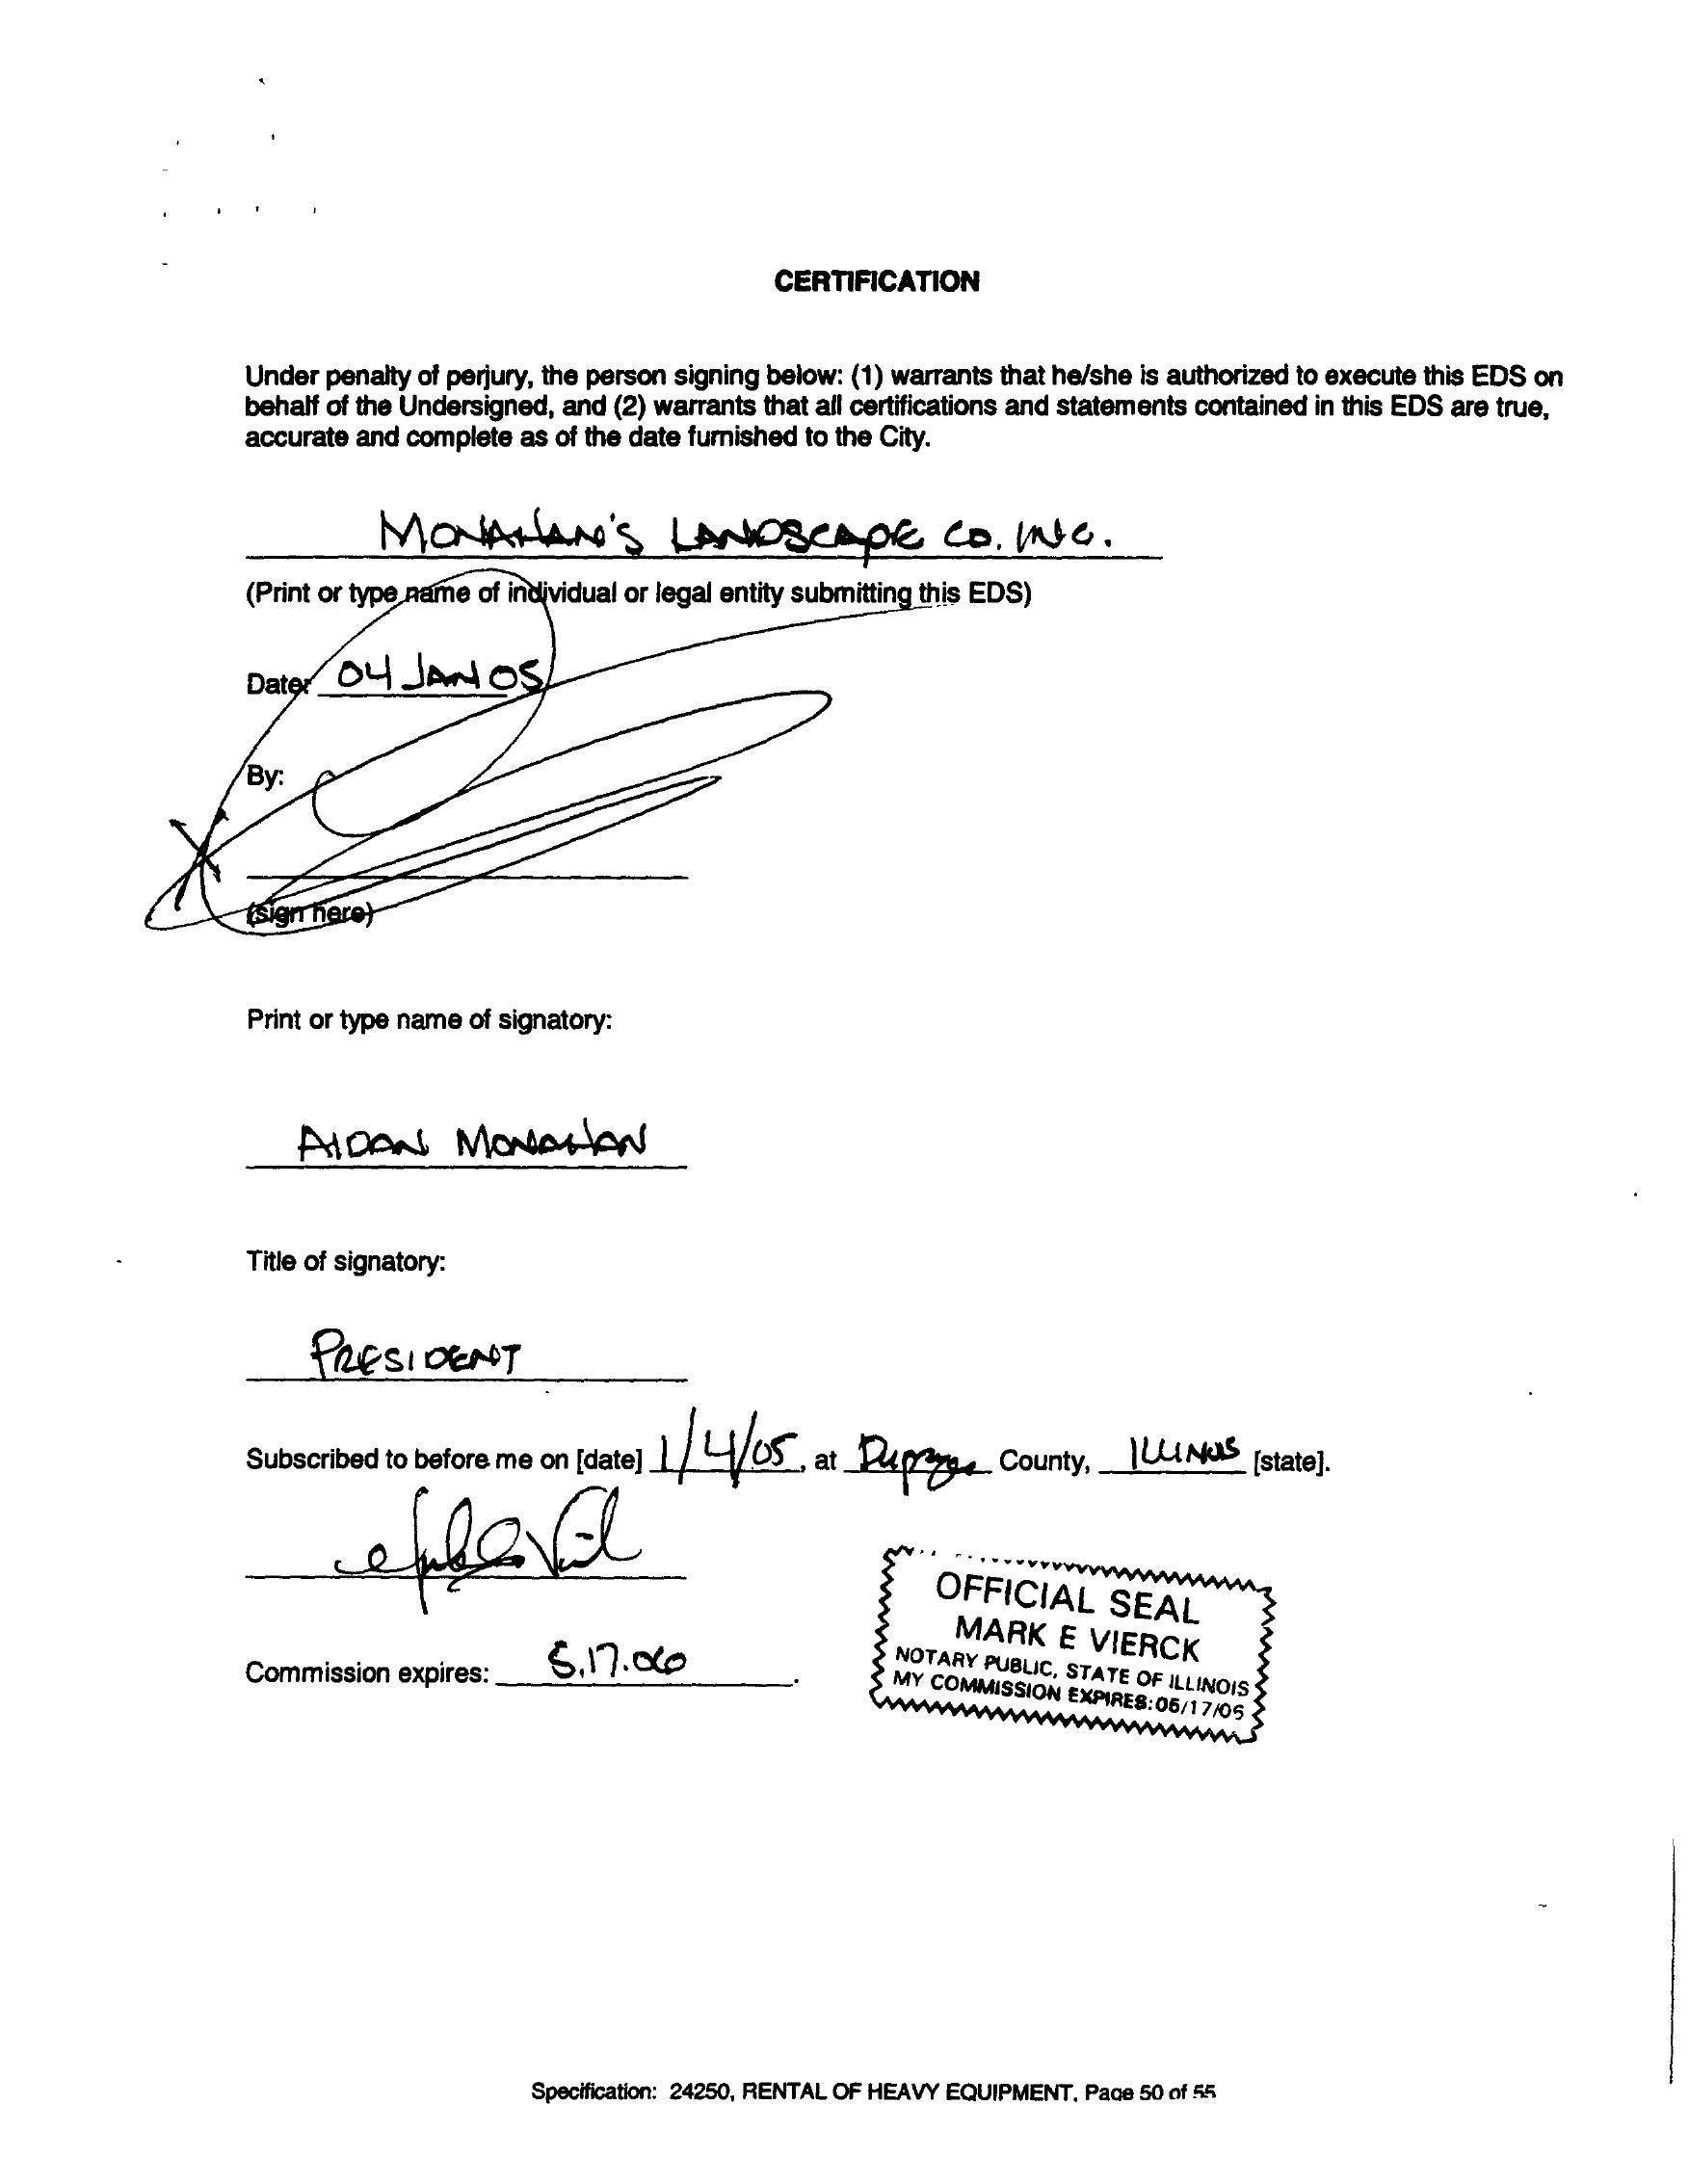 CERTIFICATION
Under penalty of perjury, the person signing below: (1) warrants that he/she is authorized to execute this EDS on
behalf of the Undersigned, and (2) warrants that all certifications and statements contained in this EDS are true,
accurate and complete as of the date furnished to the City.
MONAHAN'S LANDSCAPE CO. INC.
(Print or type name of individual or legal entity submitting this EDS)
Date: 04 JAN 05
By:
X
(sign here)
Print or type name of signatory:
AIDAN MONAHAN
Title of signatory:
PRESIDENT
Subscribed to before me on [date] 1/4/05, at Dupage County, ILLINOIS [state].
OFFICIAL SEAL
MARK E VIERCK
NOTARY PUBLIC, STATE OF ILLINOIS
MY COMMISSION EXPIRES:05/17/06
Commission expires: 5.17.06.
Specification: 24250, RENTAL OF HEAVY EQUIPMENT, Page 50 of 55